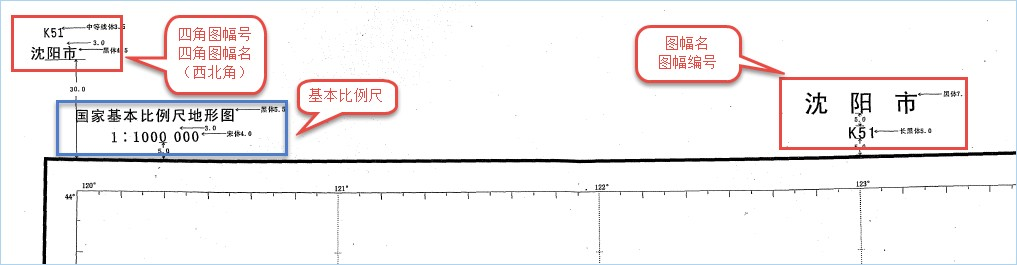 K51
中等线体3.5
3.0
沈阳市
黑体4.5
30.0
四角图幅号
四角图幅名
（西北角）
国家基本比例尺地形图
黑体5.5
3.0
1∶1000 000
宋体4.0
5.0
基本比例尺
图幅名
图幅编号
沈 阳 市
黑体7.
5.0
K51
长黑体5.0
120°
121°
122°
123°
44°